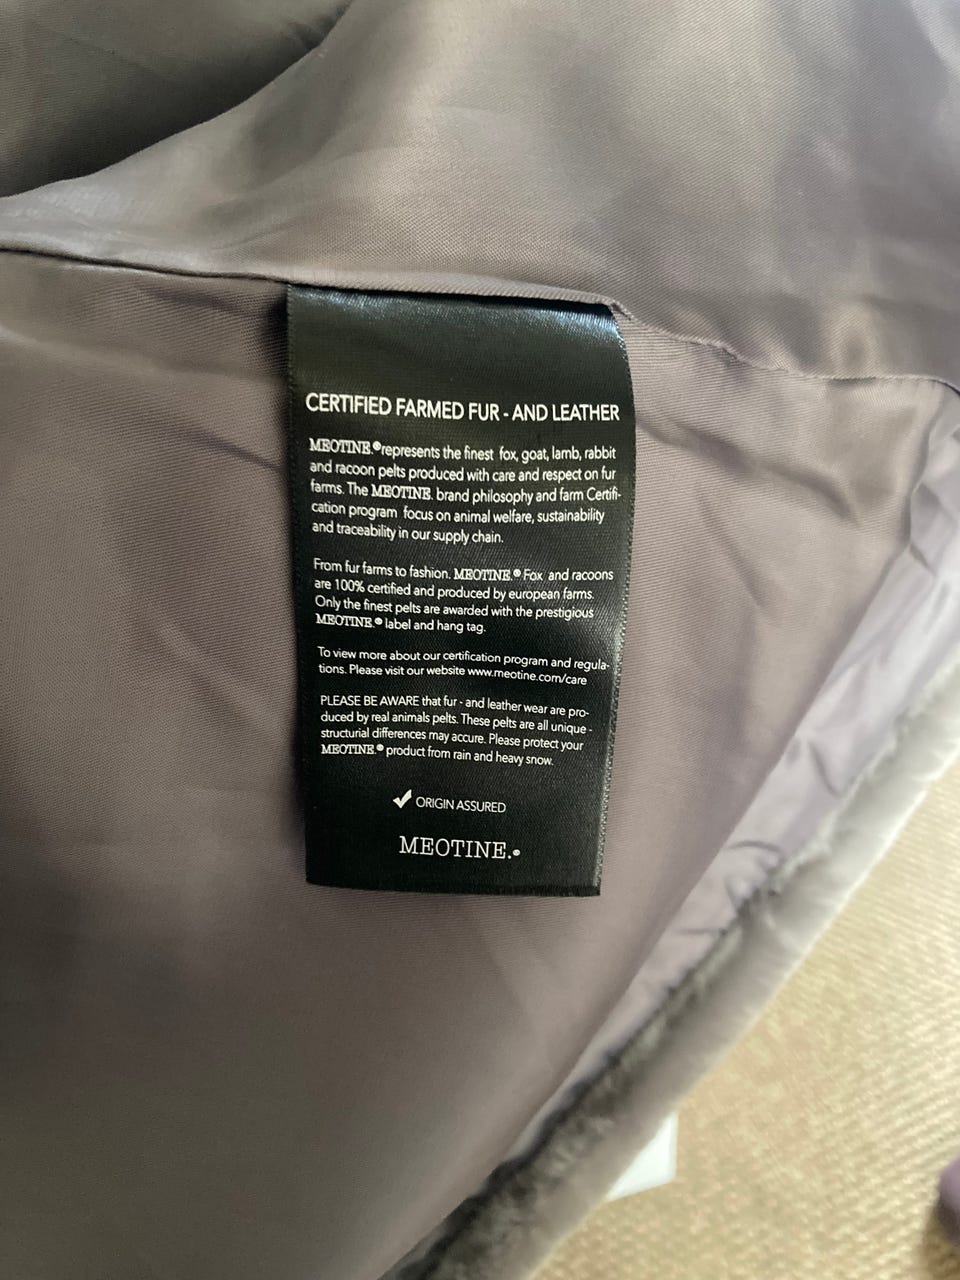 CERTIFIED FARMED FUR - AND LEATHER
MEOTINE.® represents the finest fox, goat, lamb, rabbit
and racoon pelts produced with care and respect on fur
farms. The MEOTINE. brand philosophy and farm Certifi-
cation program focus on animal welfare, sustainability
and traceability in our supply chain.
From fur farms to fashion. MEOTINE.® Fox and racoons
are 100% certified and produced by european farms.
Only the finest pelts are awarded with the prestigious
MEOTINE.® label and hang tag.
To view more about our certification program and regula-
tions. Please visit our website www.meotine.com/care
PLEASE BE AWARE that fur - and leather wear are pro-
duced by real animals pelts. These pelts are all unique -
structurial differences may accure. Please protect your
MEOTINE.® product from rain and heavy snow.
✓ ORIGIN ASSURED
MEOTINE.®